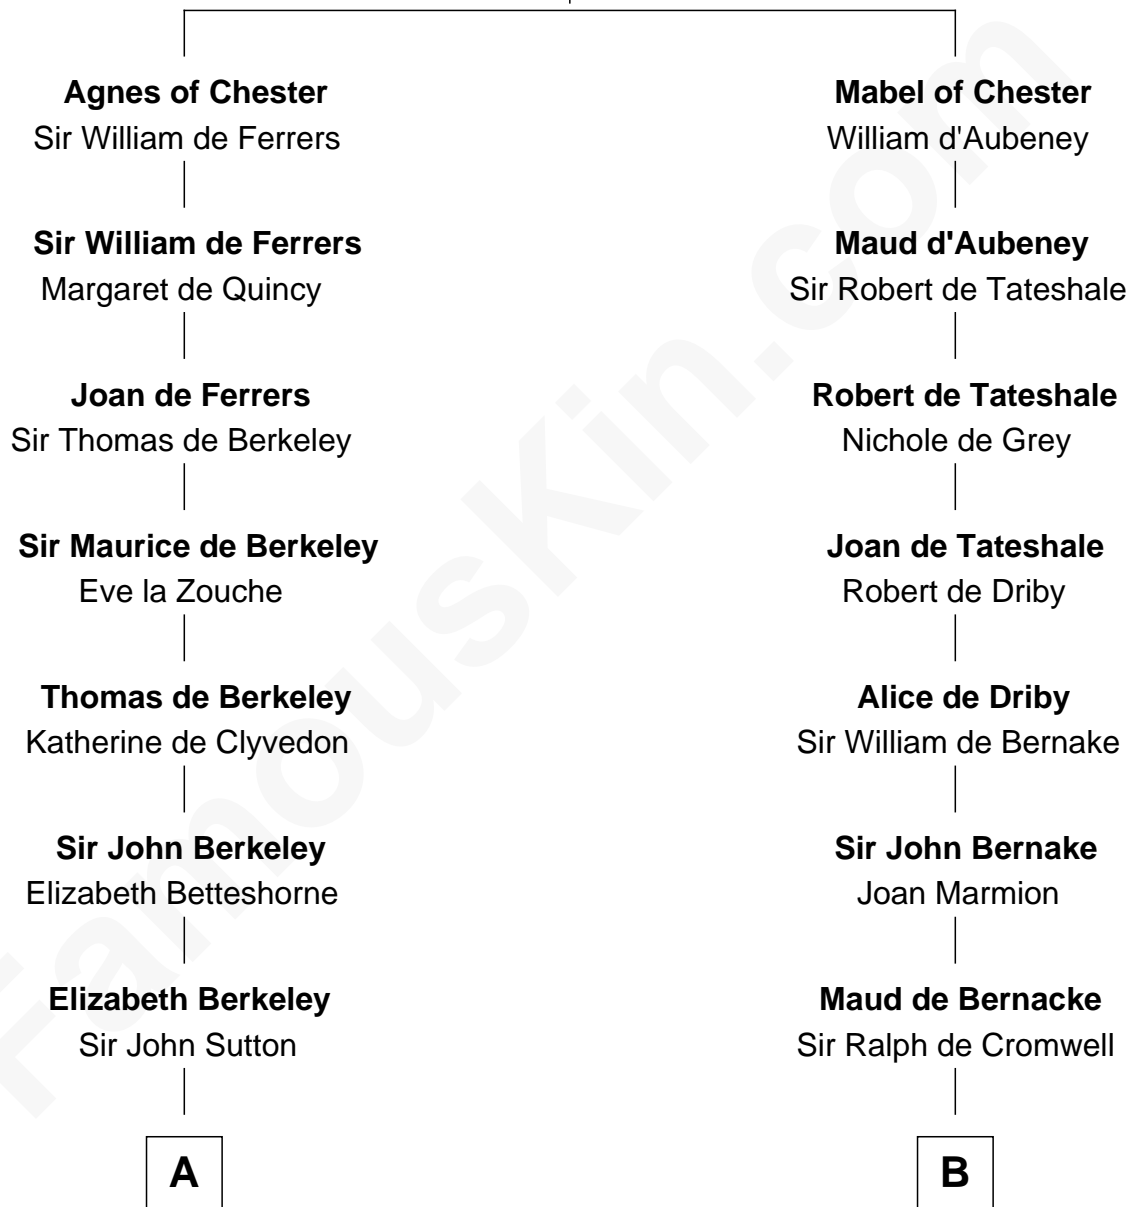 Agnes of Chester
Sir William de Ferrers
Sir William de Ferrers
Margaret de Quincy
Joan de Ferrers
Sir Thomas de Berkeley
Sir Maurice de Berkeley
Eve la Zouche
Thomas de Berkeley
Katherine de Clyvedon
Sir John Berkeley
Elizabeth Betteshorne
Elizabeth Berkeley
Sir John Sutton
A
Mabel of Chester
William d'Aubeney
Maud d'Aubeney
Sir Robert de Tateshale
Robert de Tateshale
Nichole de Grey
Joan de Tateshale
Robert de Driby
Alice de Driby
Sir William de Bernake
Sir John Bernake
Joan Marmion
Maud de Bernacke
Sir Ralph de Cromwell
B
FamousKin.com